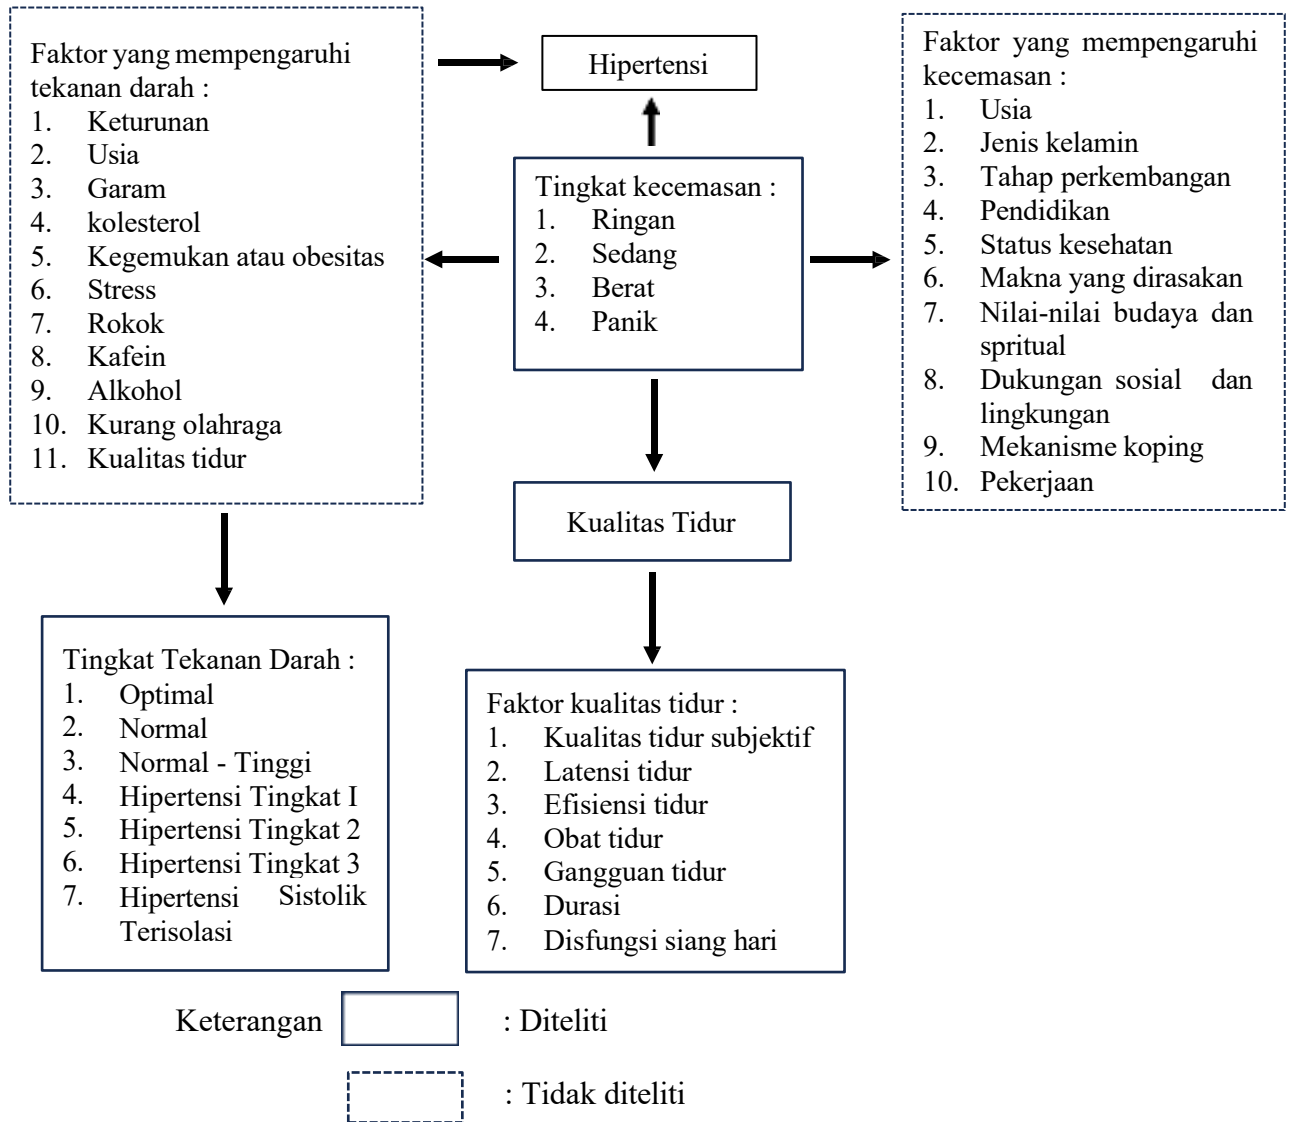 Faktor yang mempengaruhi
tekanan darah :
1. Keturunan
2. Usia
3. Garam
4. kolesterol
5. Kegemukan atau obesitas
6. Stress
7. Rokok
8. Kafein
9. Alkohol
10. Kurang olahraga
11. Kualitas tidur
Hipertensi
Tingkat kecemasan :
1. Ringan
2. Sedang
3. Berat
4. Panik
Faktor yang mempengaruhi
kecemasan :
1. Usia
2. Jenis kelamin
3. Tahap perkembangan
4. Pendidikan
5. Status kesehatan
6. Makna yang dirasakan
7. Nilai-nilai budaya dan
spritual
8. Dukungan sosial dan
lingkungan
9. Mekanisme koping
10. Pekerjaan
Kualitas Tidur
Tingkat Tekanan Darah :
1. Optimal
2. Normal
3. Normal - Tinggi
4. Hipertensi Tingkat I
5. Hipertensi Tingkat 2
6. Hipertensi Tingkat 3
7. Hipertensi Sistolik
Terisolasi
Faktor kualitas tidur :
1. Kualitas tidur subjektif
2. Latensi tidur
3. Efisiensi tidur
4. Obat tidur
5. Gangguan tidur
6. Durasi
7. Disfungsi siang hari
Keterangan : Diteliti
: Tidak diteliti